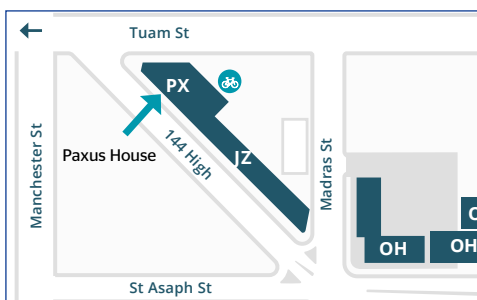 Tuam St
PX
Paxus House
144 High
JZ
Manchester St
Madras St
OH
OH
St Asaph St